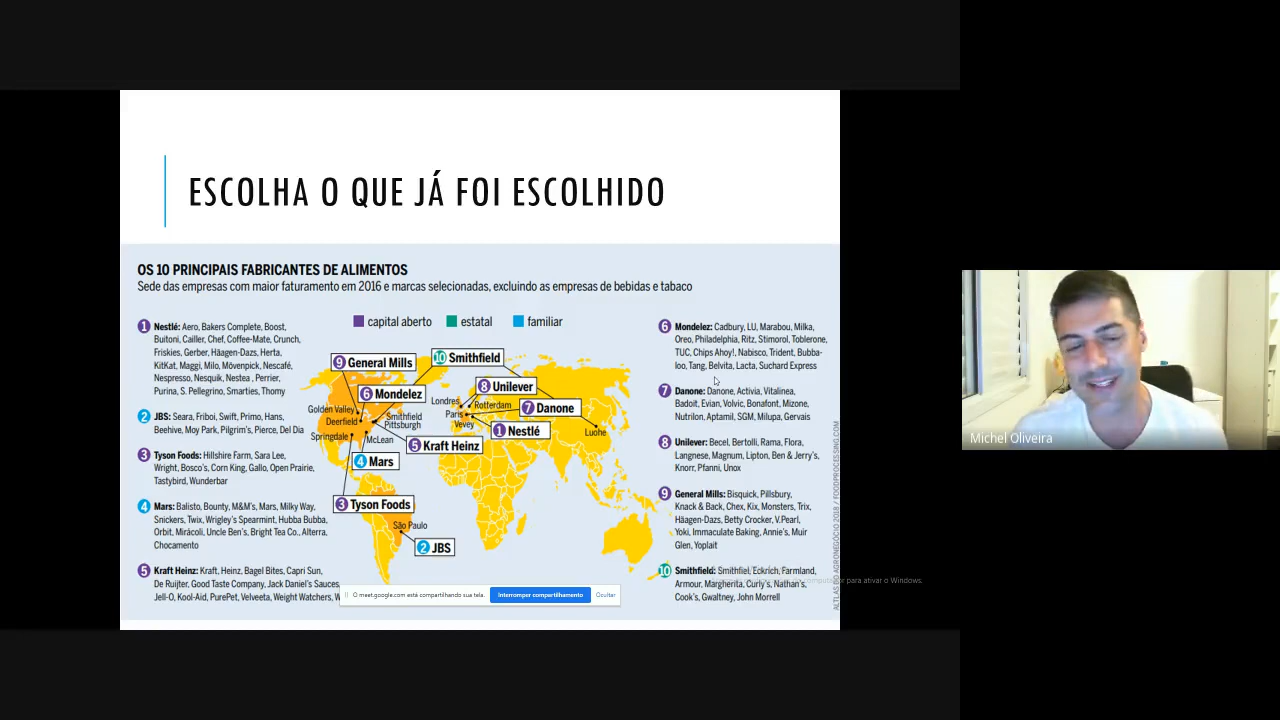 ESCOLHA O QUE JÁ FOI ESCOLHIDO
OS 10 PRINCIPAIS FABRICANTES DE ALIMENTOS
Sede das empresas com maior faturamento em 2016 e marcas selecionadas, excluindo as empresas de bebidas e tabaco
capital aberto estatal familiar
1 Nestlé: Aero, Bakers Complete, Boost,
Buitoni, Cailler, Chef, Coffee-Mate, Crunch,
Friskies, Gerber, Häagen-Dazs, Herta,
KitKat, Maggi, Milo, Mövenpick, Nescafé,
Nespresso, Nesquik, Nestea, Perrier,
Purina, S. Pellegrino, Smarties, Thomy
2 JBS: Seara, Friboi, Swift, Primo, Hans,
Beehive, Moy Park, Pilgrim's, Pierce, Del Dia
3 Tyson Foods: Hillshire Farm, Sara Lee,
Wright, Bosco's, Corn King, Gallo, Open Prairie,
Tastybird, Wunderbar
4 Mars: Balisto, Bounty, M&M's, Mars, Milky Way,
Snickers, Twix, Wrigley's Spearmint, Hubba Bubba,
Orbit, Mirácoli, Uncle Ben's, Bright Tea Co., Alterra,
Chocamento
5 Kraft Heinz: Kraft, Heinz, Bagel Bites, Capri Sun,
De Ruijter, Good Taste Company, Jack Daniel's Sauces,
Jell-O, Kool-Aid, PurePet, Velveeta, Weight Watchers, W
9 General Mills
10 Smithfield
6 Mondelez
8 Unilever
7 Danone
1 Nestlé
5 Kraft Heinz
4 Mars
3 Tyson Foods
2 JBS
Golden Valley
Deerfield
Springdale
McLean
Smithfield
Pittsburgh
Londres
Rotterdam
Paris
Vevey
Luohe
São Paulo
6 Mondelez: Cadbury, LU, Marabou, Milka,
Oreo, Philadelphia, Ritz, Stimorol, Toblerone,
TUC, Chips Ahoy!, Nabisco, Trident, Bubba-
loo, Tang, Belvita, Lacta, Suchard Express
7 Danone: Danone, Activia, Vitalinea,
Badoit, Evian, Volvic, Bonafont, Mizone,
Nutrilon, Aptamil, SGM, Milupa, Gervais
8 Unilever: Becel, Bertolli, Rama, Flora,
Langnese, Magnum, Lipton, Ben & Jerry's,
Knorr, Pfanni, Unox
9 General Mills: Bisquick, Pillsbury,
Knack & Back, Chex, Kix, Monsters, Trix,
Häagen-Dazs, Betty Crocker, V.Pearl,
Yoki, Immaculate Baking, Annie's, Muir
Glen, Yoplait
10 Smithfield: Smithfiel, Eckrich, Farmland,
Armour, Margherita, Curly's, Nathan's,
Cook's, Gwaltney, John Morrell
ALTLAS DO AGRONEGÓCIO 2018 / FOODPROCESSING.COM
para ativar o Windows.
O meet.google.com está compartilhando sua tela. Interromper compartilhamento Ocultar
Michel Oliveira